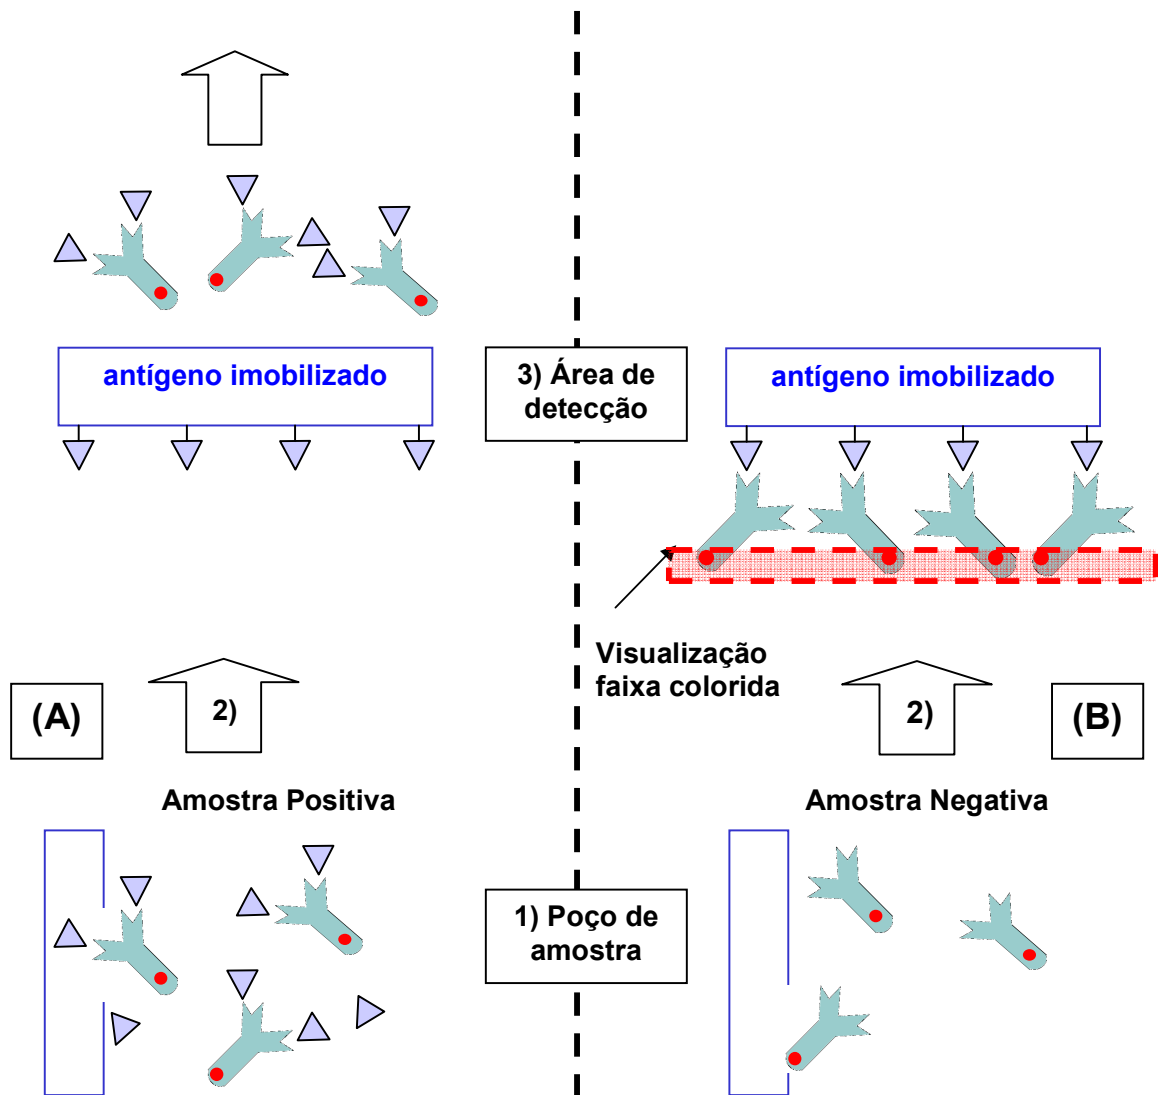 antígeno imobilizado
3) Área de
detecção
antígeno imobilizado
Visualização
faixa colorida
(A)
2)
2)
(B)
Amostra Positiva
Amostra Negativa
1) Poço de
amostra